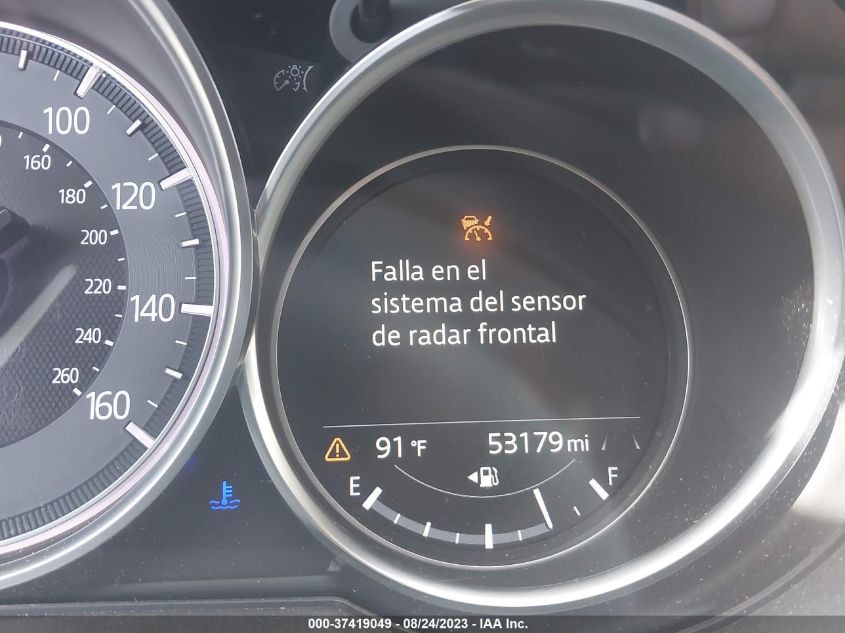 100
120
140
160
160
180
200
220
240
260
Falla en el
sistema del sensor
de radar frontal
91 °F
53179 mi
E
F
000-37419049 - 08/24/2023 - IAA Inc.